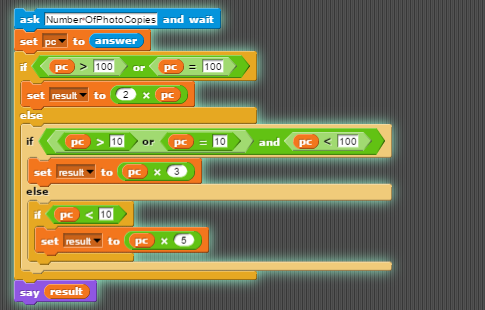 ask NumberOfPhotoCopies and wait
set pc to answer
if pc > 100 or pc = 100
set result to 2 × pc
else
if pc > 10 or pc = 10 and pc < 100
set result to pc × 3
else
if pc < 10
set result to pc × 5
say result